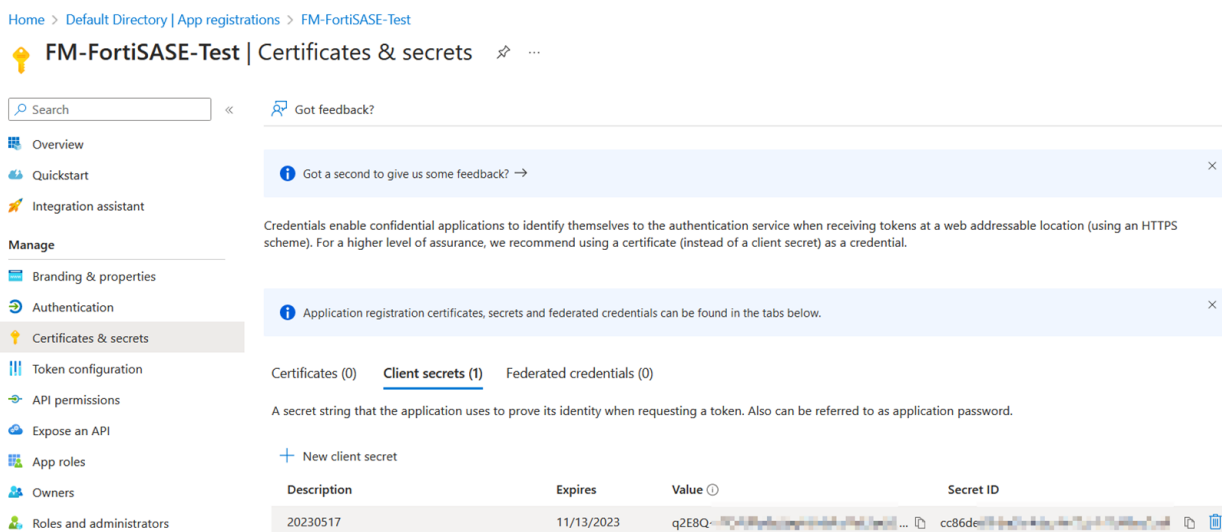 Home > Default Directory | App registrations > FM-FortiSASE-Test
FM-FortiSASE-Test | Certificates & secrets
Search
Got feedback?
Overview
Quickstart
Integration assistant
Manage
Branding & properties
Authentication
Certificates & secrets
Token configuration
API permissions
Expose an API
App roles
Owners
Roles and administrators
Got a second to give us some feedback?
Credentials enable confidential applications to identify themselves to the authentication service when receiving tokens at a web addressable location (using an HTTPS
scheme). For a higher level of assurance, we recommend using a certificate (instead of a client secret) as a credential.
Application registration certificates, secrets and federated credentials can be found in the tabs below.
Certificates (0) Client secrets (1) Federated credentials (0)
A secret string that the application uses to prove its identity when requesting a token. Also can be referred to as application password.
New client secret
Description Expires Value Secret ID
20230517 11/13/2023 q2E8Q- ... cc86de